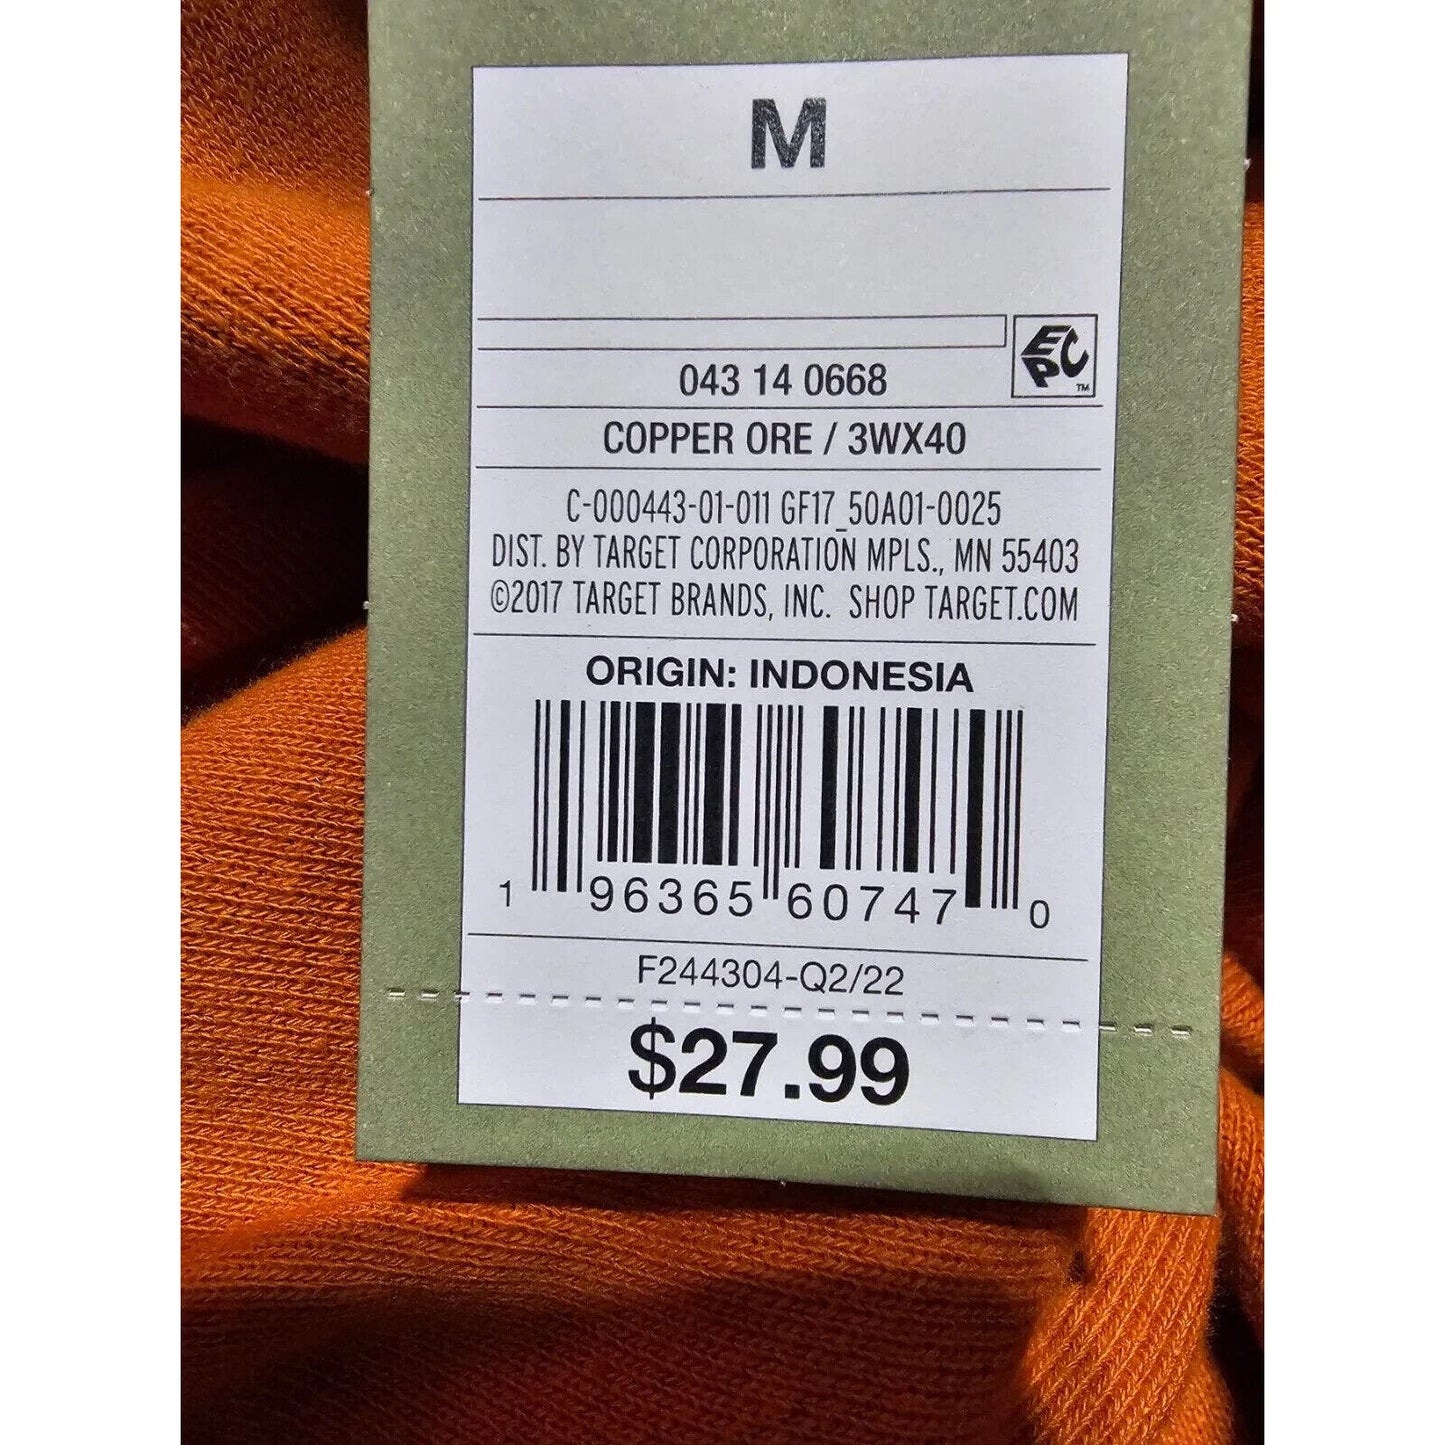 M
EPC™
043 14 0668
COPPER ORE / 3WX40
C-000443-01-011 GF17_50A01-0025
DIST. BY TARGET CORPORATION MPLS., MN 55403
©2017 TARGET BRANDS, INC. SHOP TARGET.COM
ORIGIN: INDONESIA
1 96365 60747 0
F244304-Q2/22
$27.99